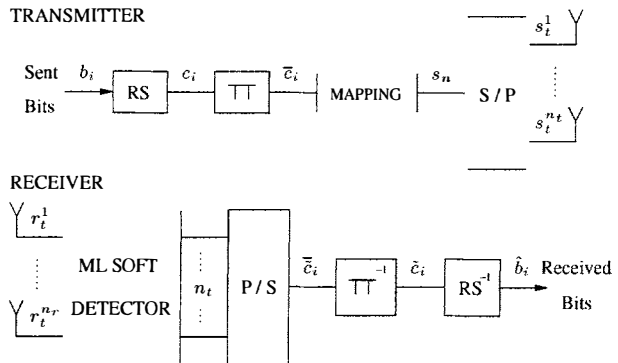 TRANSMITTER
Sent Bits
b_i
RS
c_i
∏
c̅_i
MAPPING
s_n
S / P
s_t^1
s_t^{n_t}
RECEIVER
r_t^1
r_t^{n_r}
ML SOFT
DETECTOR
n_t
P / S
c̅̃_i
∏^{-1}
c̃_i
RS^{-1}
b̂_i
Received
Bits